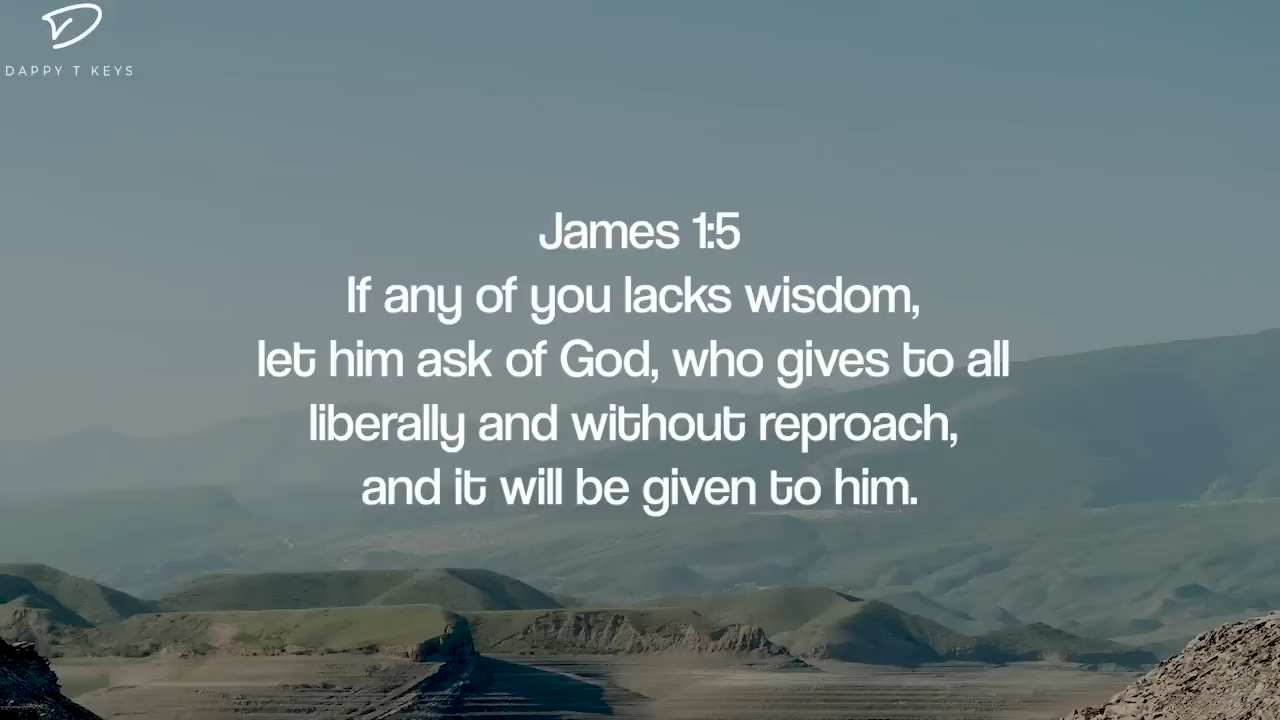 DAPPY T KEYS
James 1:5
If any of you lacks wisdom,
let him ask of God, who gives to all
liberally and without reproach,
and it will be given to him.